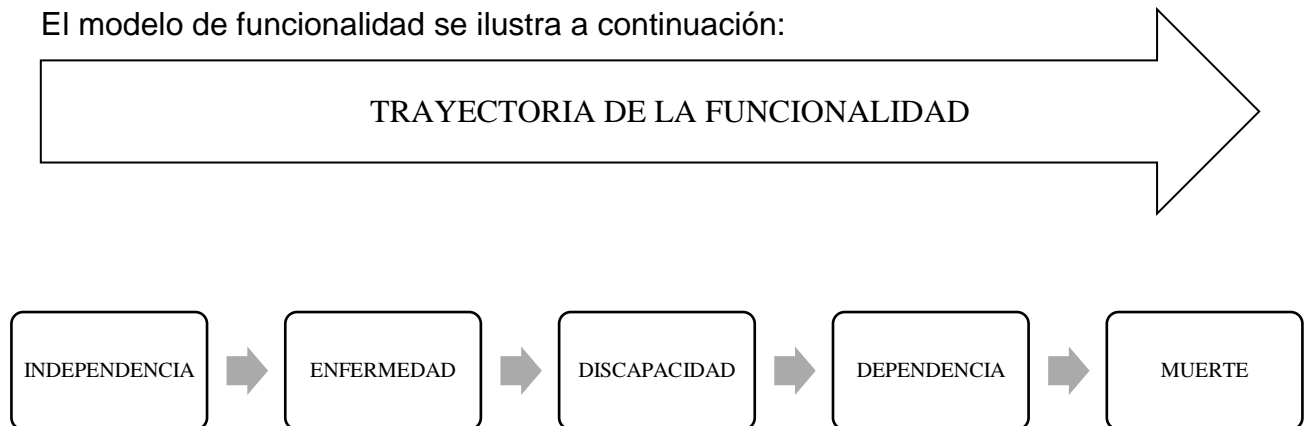 El modelo de funcionalidad se ilustra a continuación:
TRAYECTORIA DE LA FUNCIONALIDAD
INDEPENDENCIA
ENFERMEDAD
DISCAPACIDAD
DEPENDENCIA
MUERTE